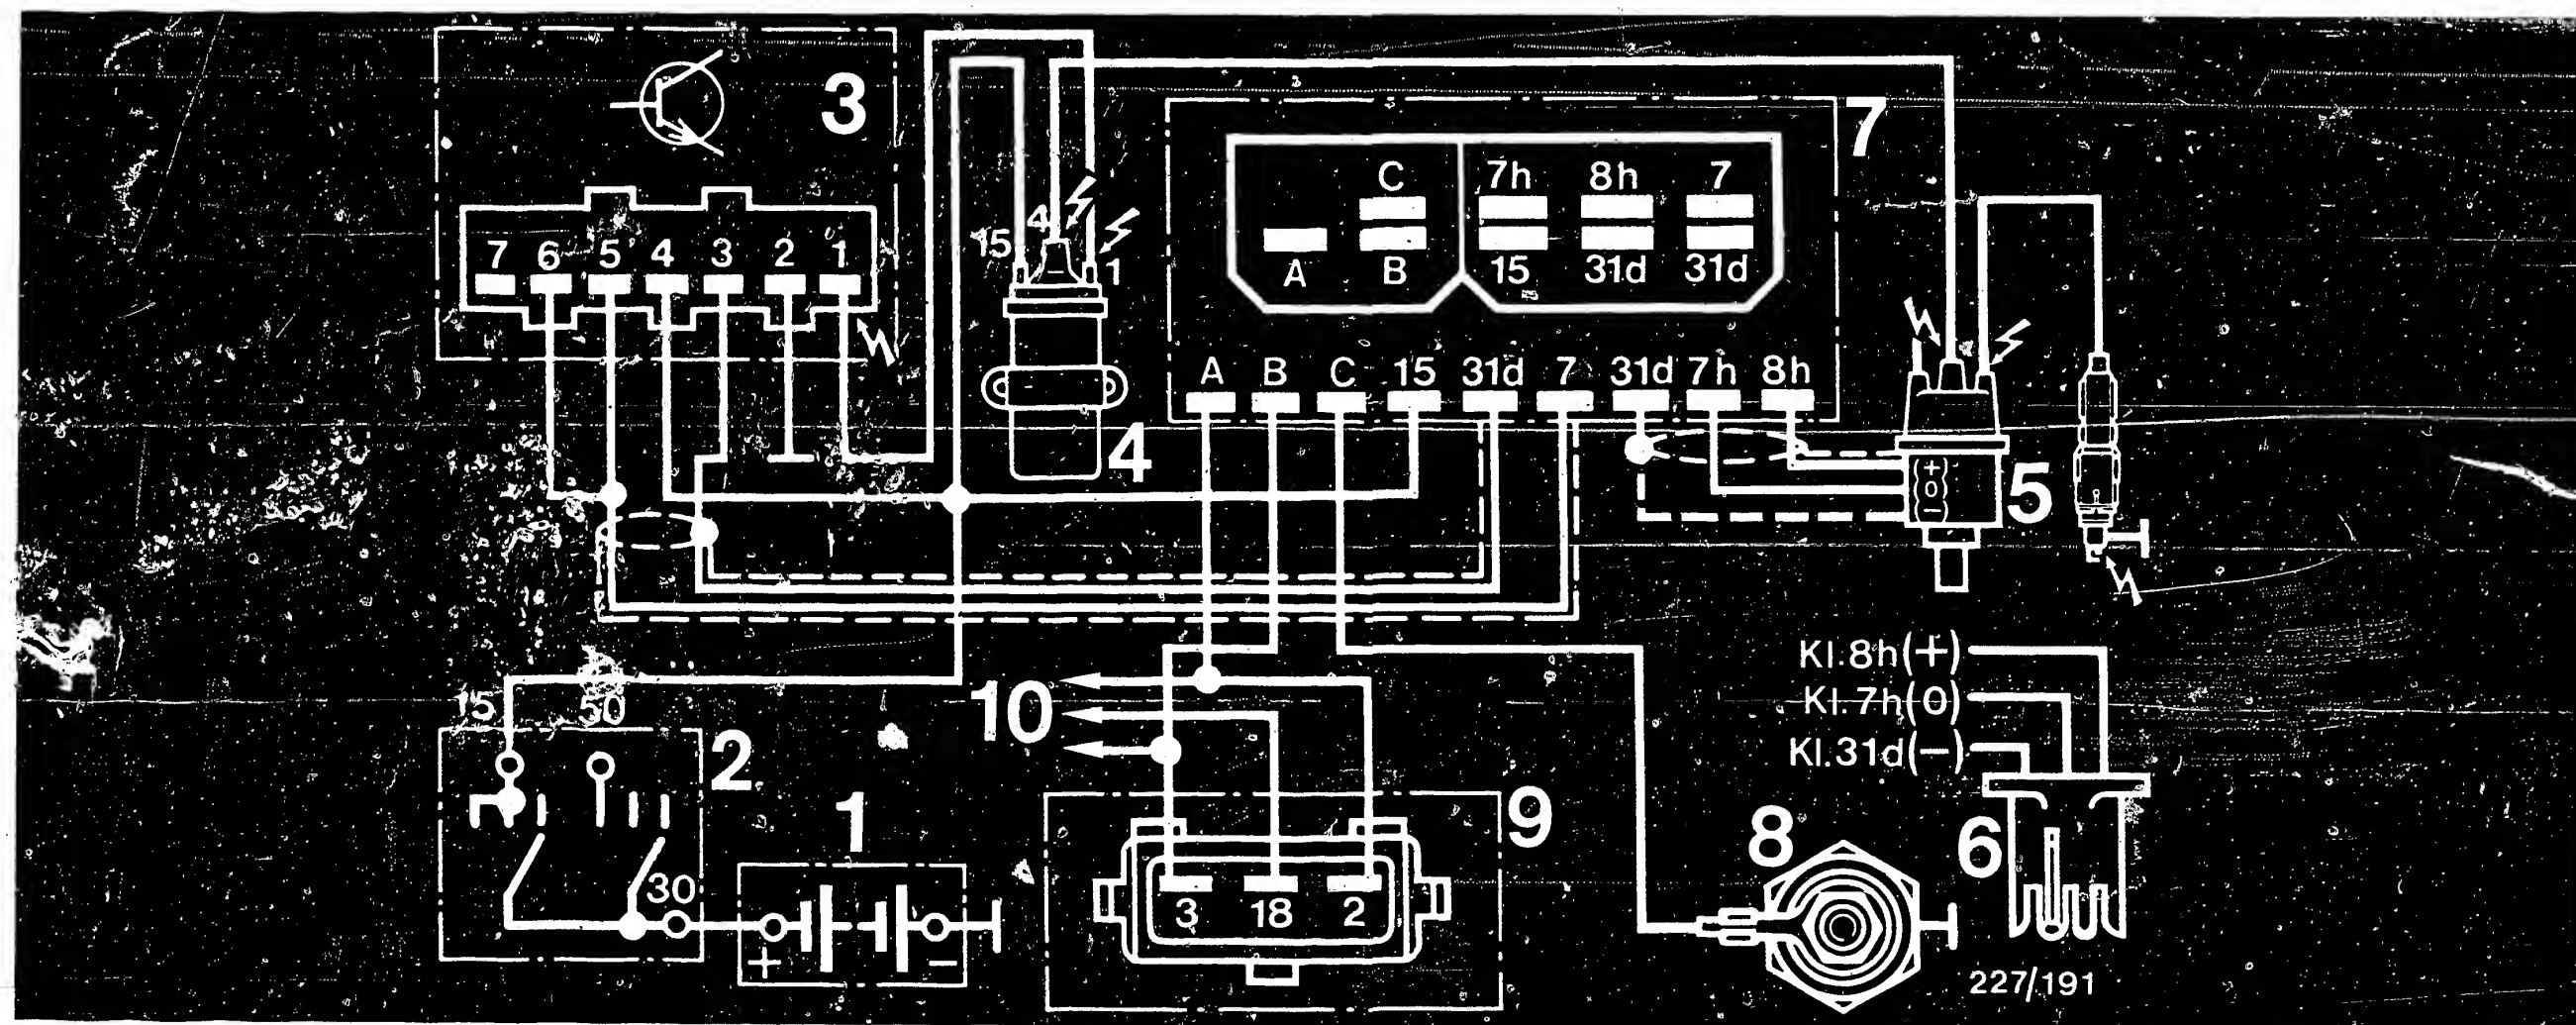 3
7 6 5 4 3 2 1
15 4 1
4
7
C 7h 8h 7
A B 15 31d 31d
A B C 15 31d 7 31d 7h 8h
(+)
(0)
(−)
5
Kl.8h(+)
Kl.7h(0)
Kl.31d(−)
6
10
15 50
2
30
1
+ −
9
3 18 2
8
227/191